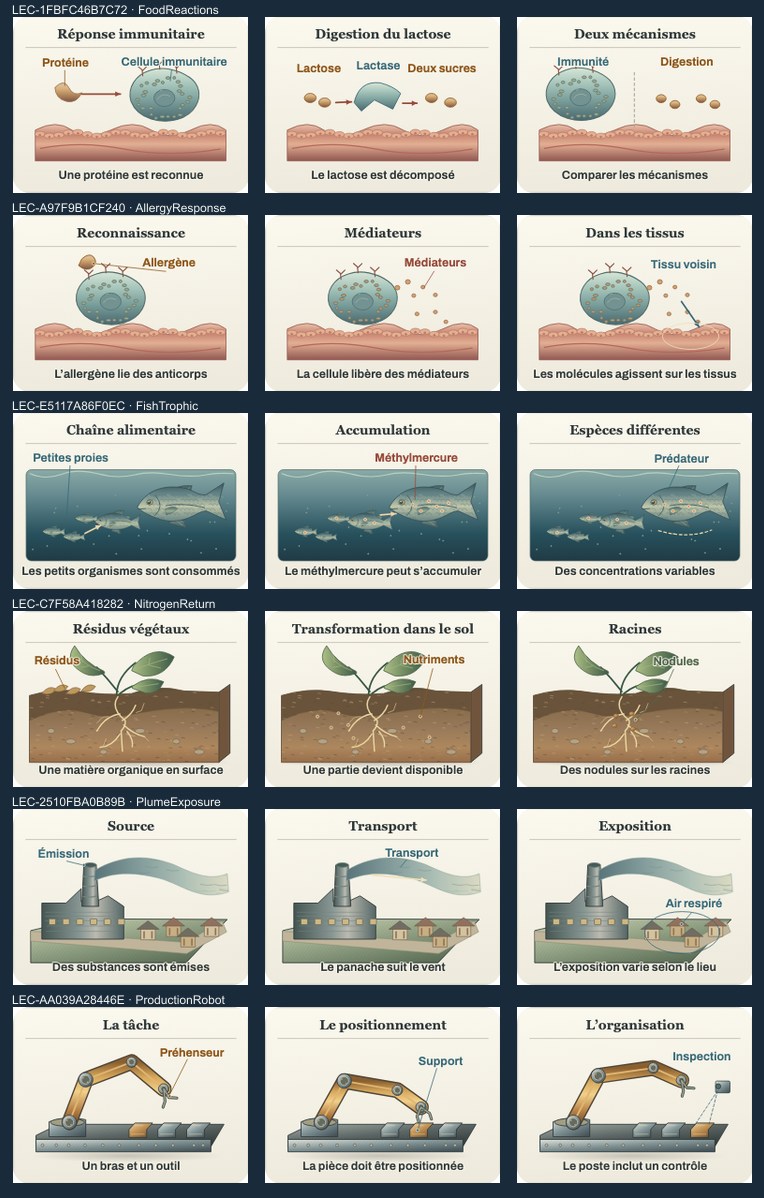 LEC-1FBFC46B7C72 · FoodReactions
Réponse immunitaire
Digestion du lactose
Deux mécanismes
Protéine
Cellule immunitaire
Lactose
Lactase
Deux sucres
Immunité
Digestion
Une protéine est reconnue
Le lactose est décomposé
Comparer les mécanismes
LEC-A97F9B1CF240 · AllergyResponse
Reconnaissance
Médiateurs
Dans les tissus
Allergène
Médiateurs
Tissu voisin
L'allergène lie des anticorps
La cellule libère des médiateurs
Les molécules agissent sur les tissus
LEC-E5117A86F0EC · FishTrophic
Chaîne alimentaire
Accumulation
Espèces différentes
Petites proies
Méthylmercure
Prédateur
Les petits organismes sont consommés
Le méthylmercure peut s'accumuler
Des concentrations variables
LEC-C7F58A418282 · NitrogenReturn
Résidus végétaux
Transformation dans le sol
Racines
Résidus
Nutriments
Nodules
Une matière organique en surface
Une partie devient disponible
Des nodules sur les racines
LEC-2510FBA0B89B · PlumeExposure
Source
Transport
Exposition
Émission
Transport
Air respiré
Des substances sont émises
Le panache suit le vent
L'exposition varie selon le lieu
LEC-AA039A28446E · ProductionRobot
La tâche
Le positionnement
L'organisation
Préhenseur
Support
Inspection
Un bras et un outil
La pièce doit être positionnée
Le poste inclut un contrôle